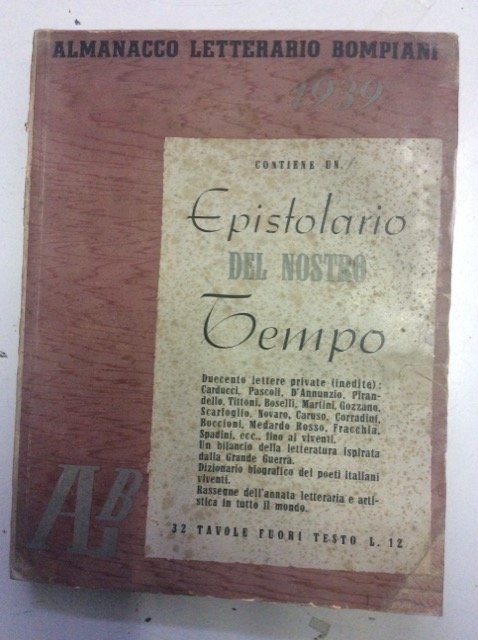 ALMANACCO LETTERARIO BOMPIANI
1939
CONTIENE UN
Epistolario
DEL NOSTRO
Tempo
Duecento lettere private (inedite):
Carducci, Pascoli, D'Annunzio, Piran-
dello, Tittoni, Boselli, Martini, Gozzano,
Scarfoglio, Novaro, Caruso, Corradini,
Boccioni, Medardo Rosso, Fracchia,
Spadini, ecc., fino ai viventi.
Un bilancio della letteratura ispirata
dalla Grande Guerra.
Dizionario biografico dei poeti italiani
viventi.
Rassegne dell'annata letteraria e arti-
stica in tutto il mondo.
32 TAVOLE FUORI TESTO L. 12
ALB